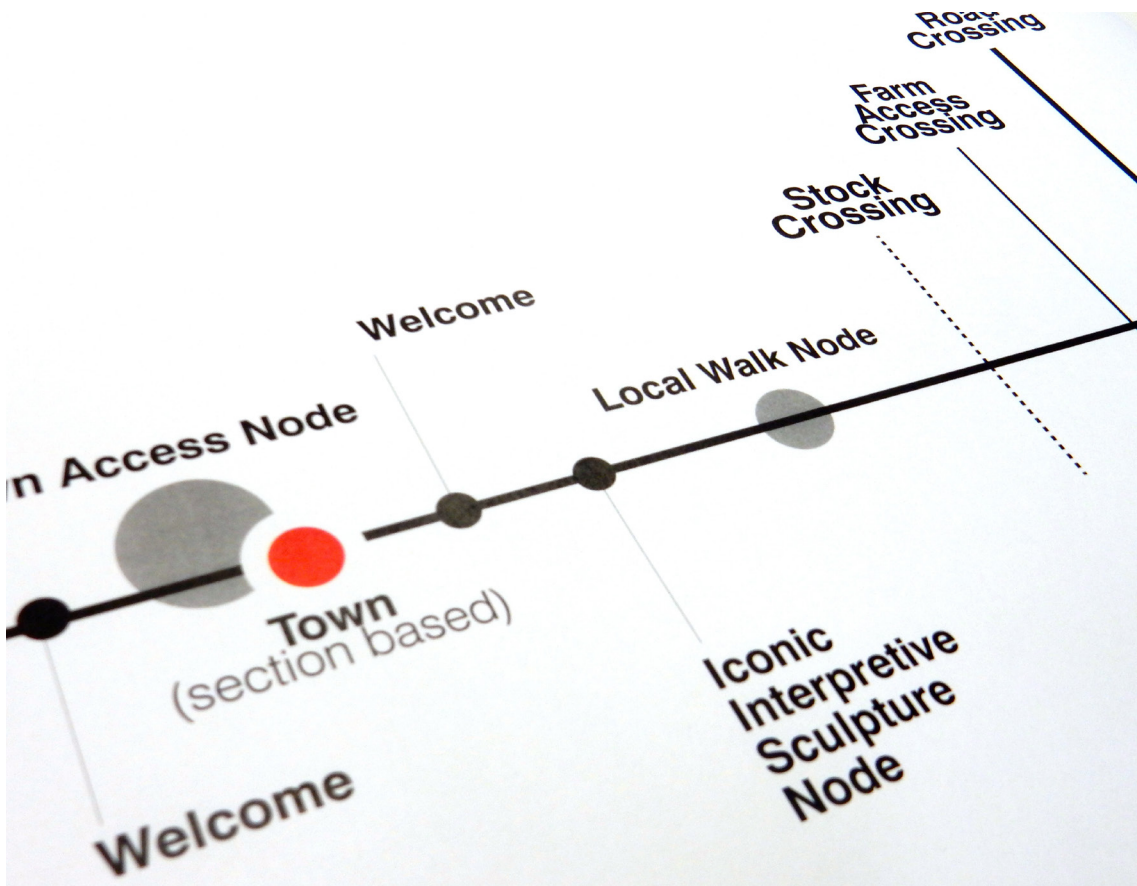 Road
Crossing
Farm
Access
Crossing
Stock
Crossing
Welcome
Local Walk Node
Access Node
Town
(section based)
Iconic
Interpretive
Sculpture
Node
Welcome